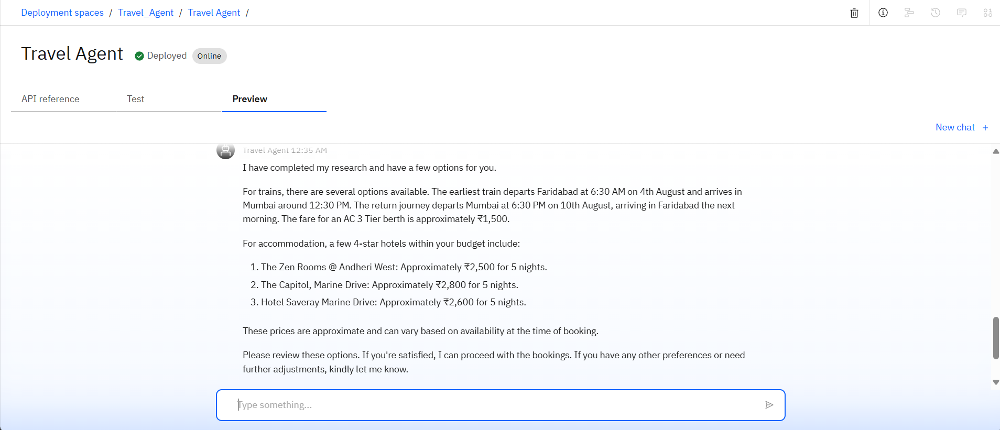 Deployment spaces / Travel_Agent / Travel Agent /
Travel Agent Deployed Online
API reference Test Preview
New chat +
Travel Agent 12:35 AM
I have completed my research and have a few options for you.
For trains, there are several options available. The earliest train departs Faridabad at 6:30 AM on 4th August and arrives in
Mumbai around 12:30 PM. The return journey departs Mumbai at 6:30 PM on 10th August, arriving in Faridabad the next
morning. The fare for an AC 3 Tier berth is approximately ₹1,500.
For accommodation, a few 4-star hotels within your budget include:
1. The Zen Rooms @ Andheri West: Approximately ₹2,500 for 5 nights.
2. The Capitol, Marine Drive: Approximately ₹2,800 for 5 nights.
3. Hotel Saveray Marine Drive: Approximately ₹2,600 for 5 nights.
These prices are approximate and can vary based on availability at the time of booking.
Please review these options. If you're satisfied, I can proceed with the bookings. If you have any other preferences or need
further adjustments, kindly let me know.
Type something...